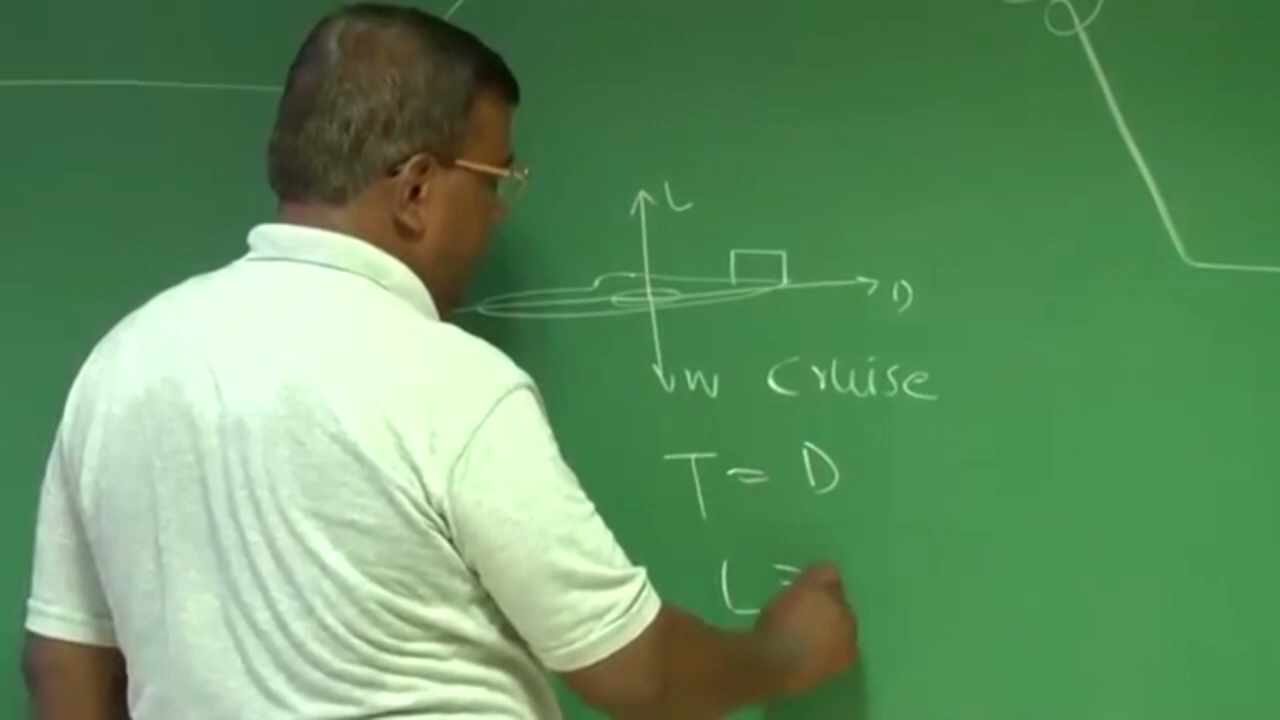 L
D
W Cruise
T = D
L =